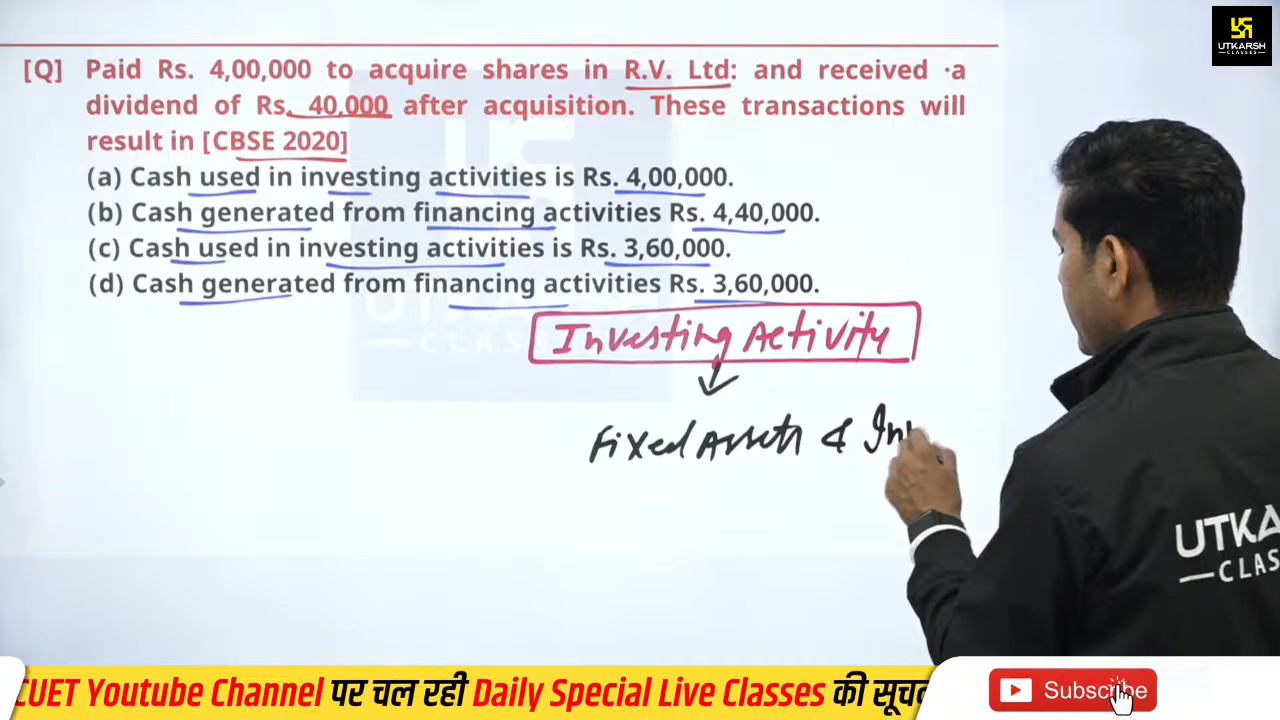 UTKARSH
CLASSES
[Q] Paid Rs. 4,00,000 to acquire shares in R.V. Ltd: and received ·a
dividend of Rs. 40,000 after acquisition. These transactions will
result in [CBSE 2020]
(a) Cash used in investing activities is Rs. 4,00,000.
(b) Cash generated from financing activities Rs. 4,40,000.
(c) Cash used in investing activities is Rs. 3,60,000.
(d) Cash generated from financing activities Rs. 3,60,000.
Investing Activity
Fixed Assets & Inv
UTKA
CLASS
CUET Youtube Channel पर चल रही Daily Special Live Classes की सूचन
Subscribe